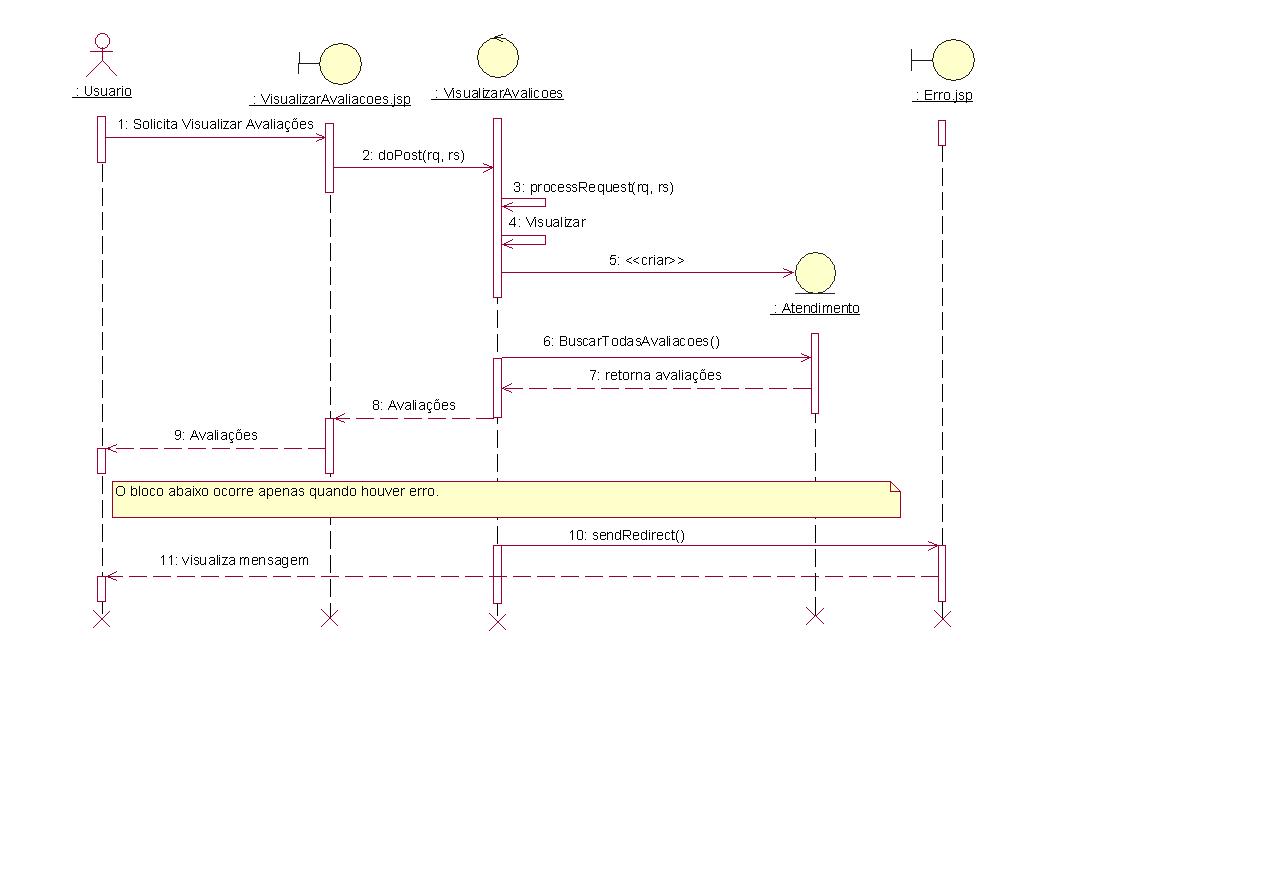 : Usuario
: VisualizarAvaliacoes.jsp
: VisualizarAvalicoes
: Erro.jsp
1: Solicita Visualizar Avaliações
2: doPost(rq, rs)
3: processRequest(rq, rs)
4: Visualizar
5: <<criar>>
: Atendimento
6: BuscarTodasAvaliacoes()
7: retorna avaliações
8: Avaliações
9: Avaliações
O bloco abaixo ocorre apenas quando houver erro.
10: sendRedirect()
11: visualiza mensagem